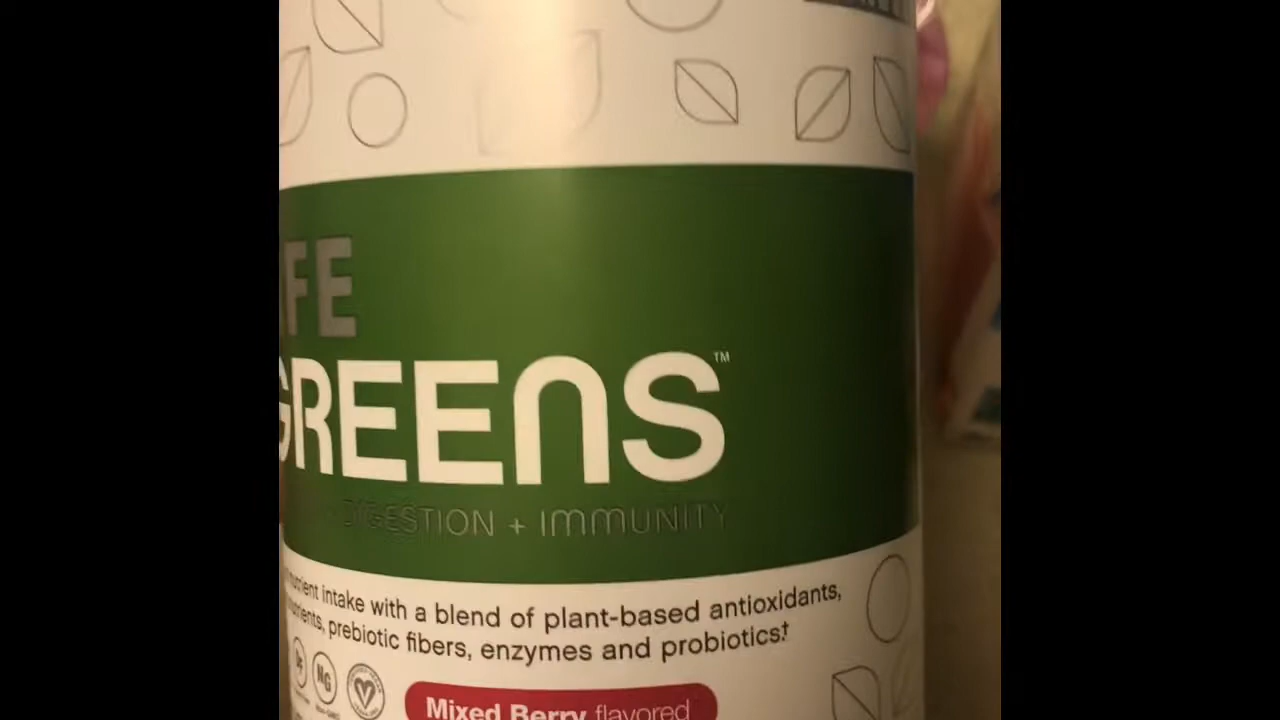 FE
GREENS™
DIGESTION + IMMUNITY
nutrient intake with a blend of plant-based antioxidants,
prebiotic fibers, enzymes and probiotics.†
NG
Mixed Berry flavored